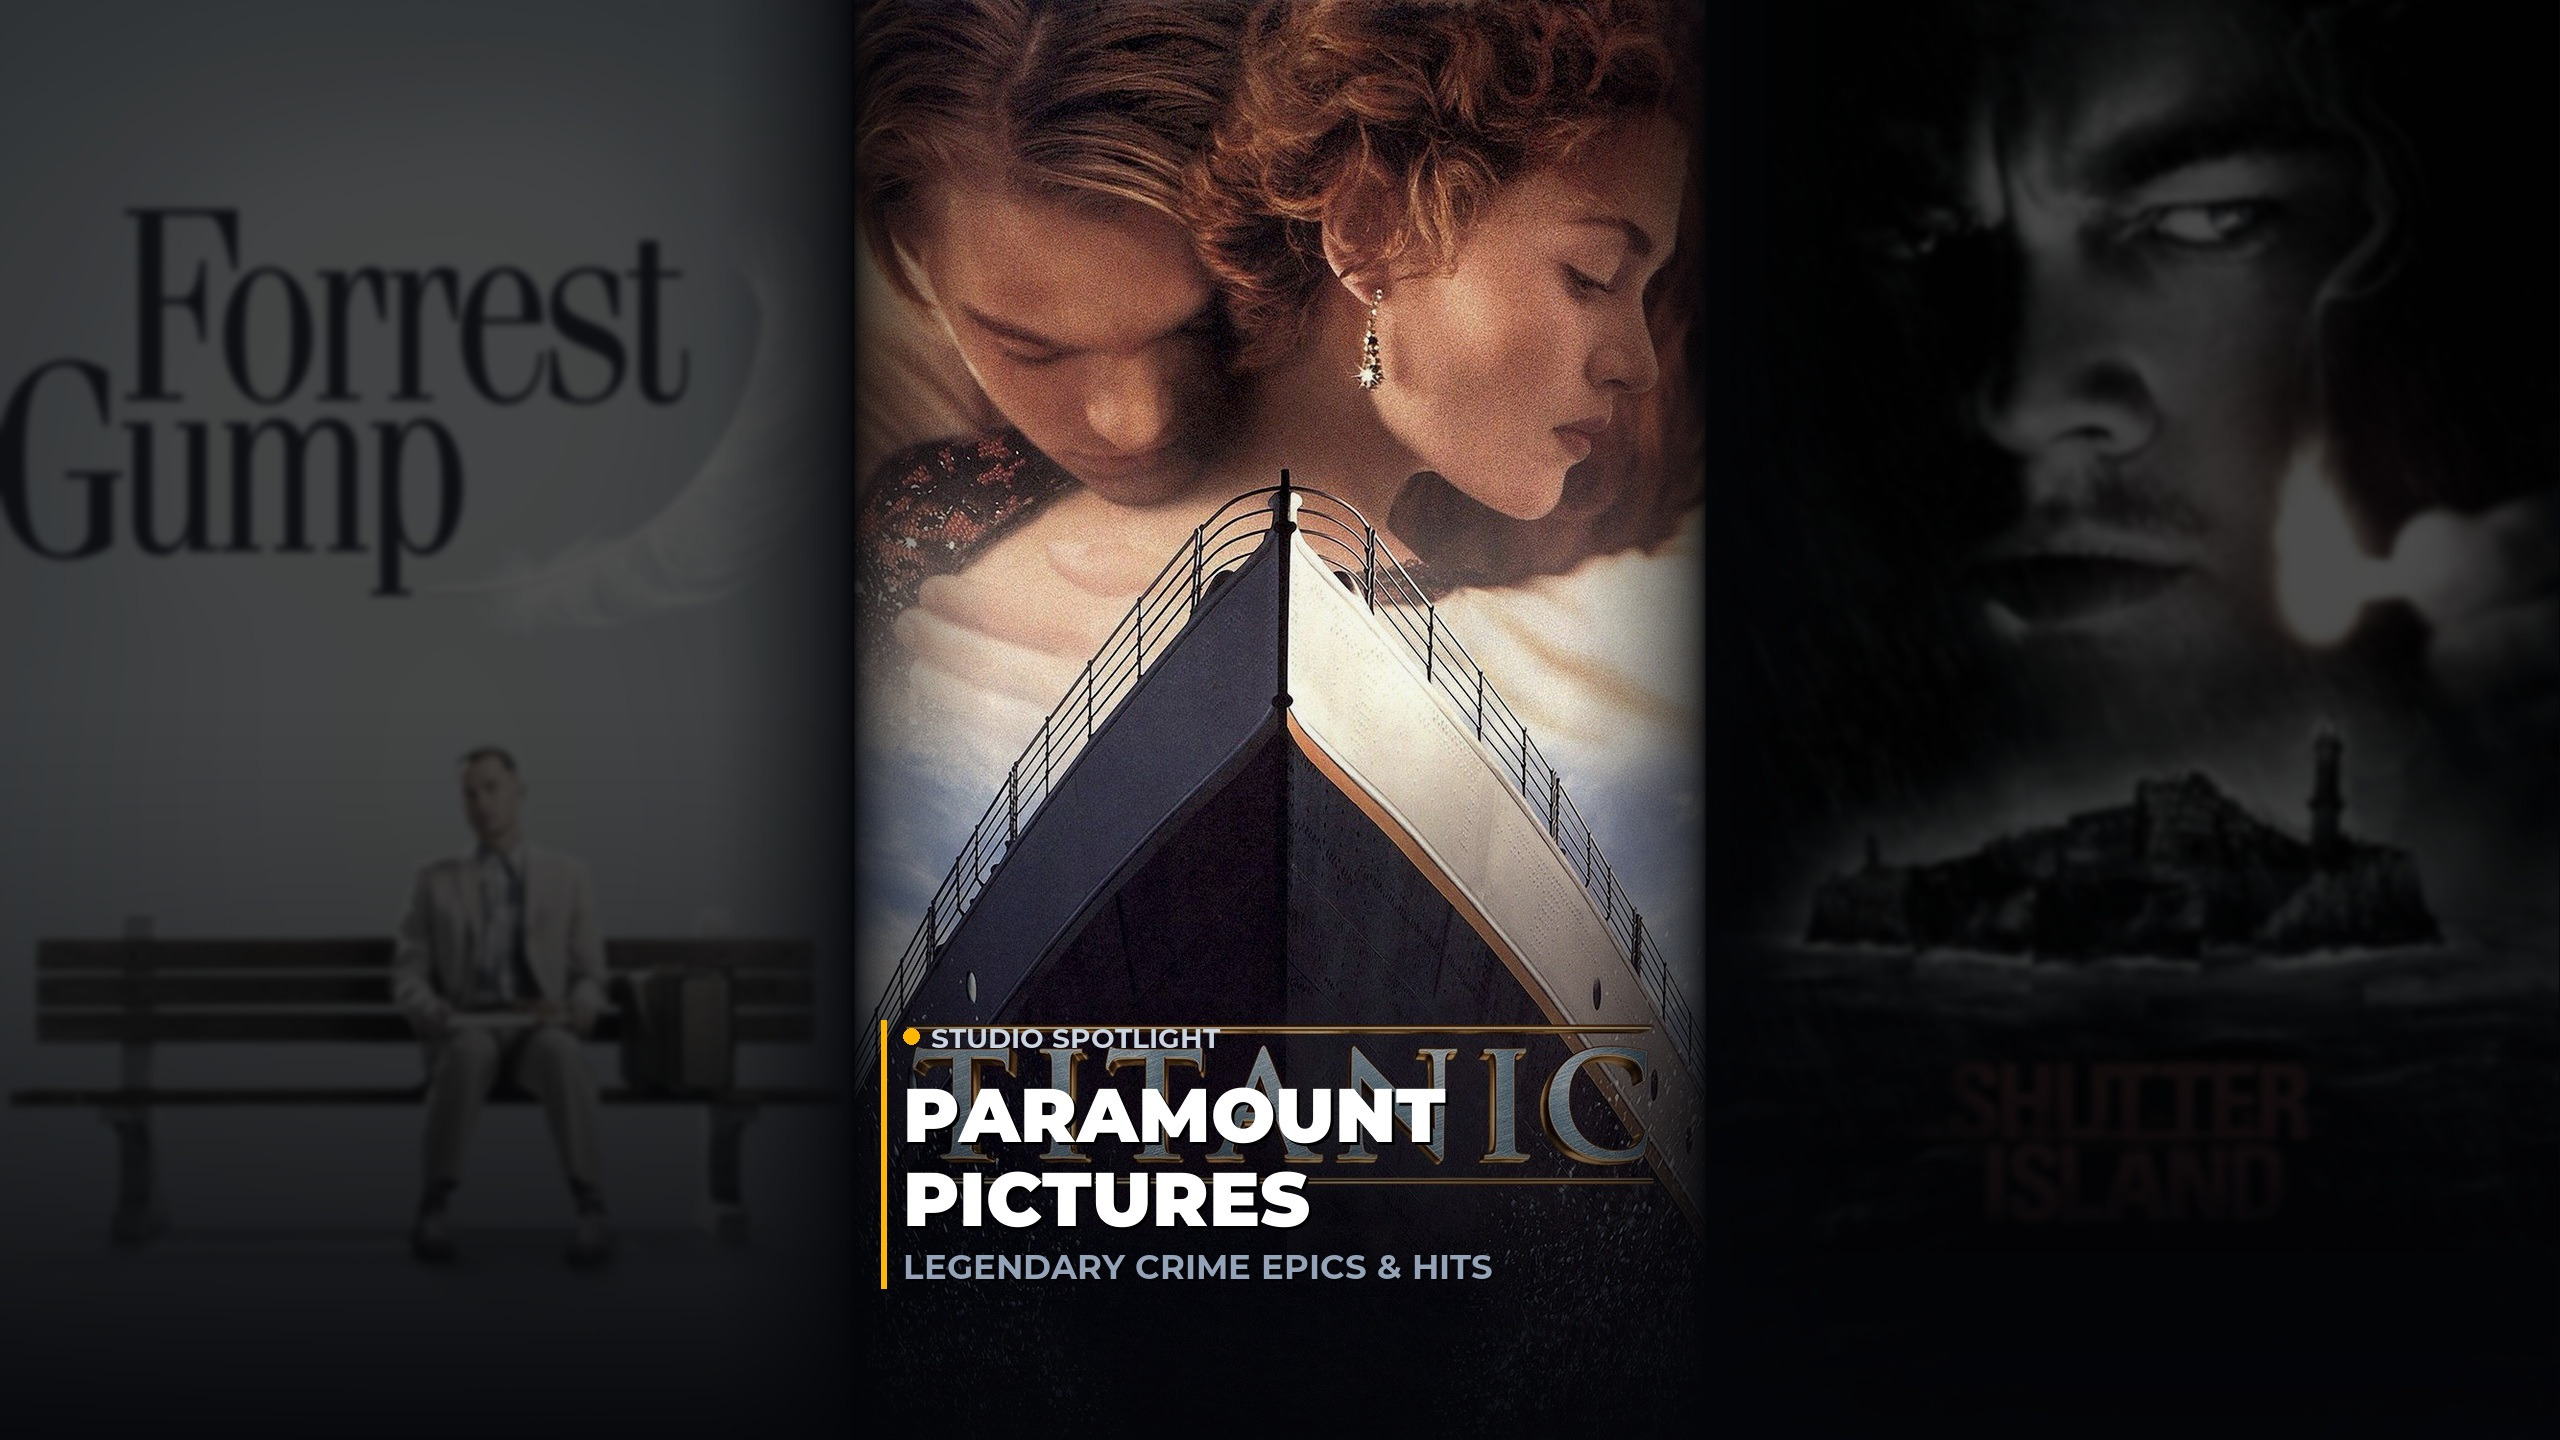 Forrest
Gump
STUDIO SPOTLIGHT
TITANIC
PARAMOUNT
PICTURES
LEGENDARY CRIME EPICS & HITS
SHUTTER
ISLAND